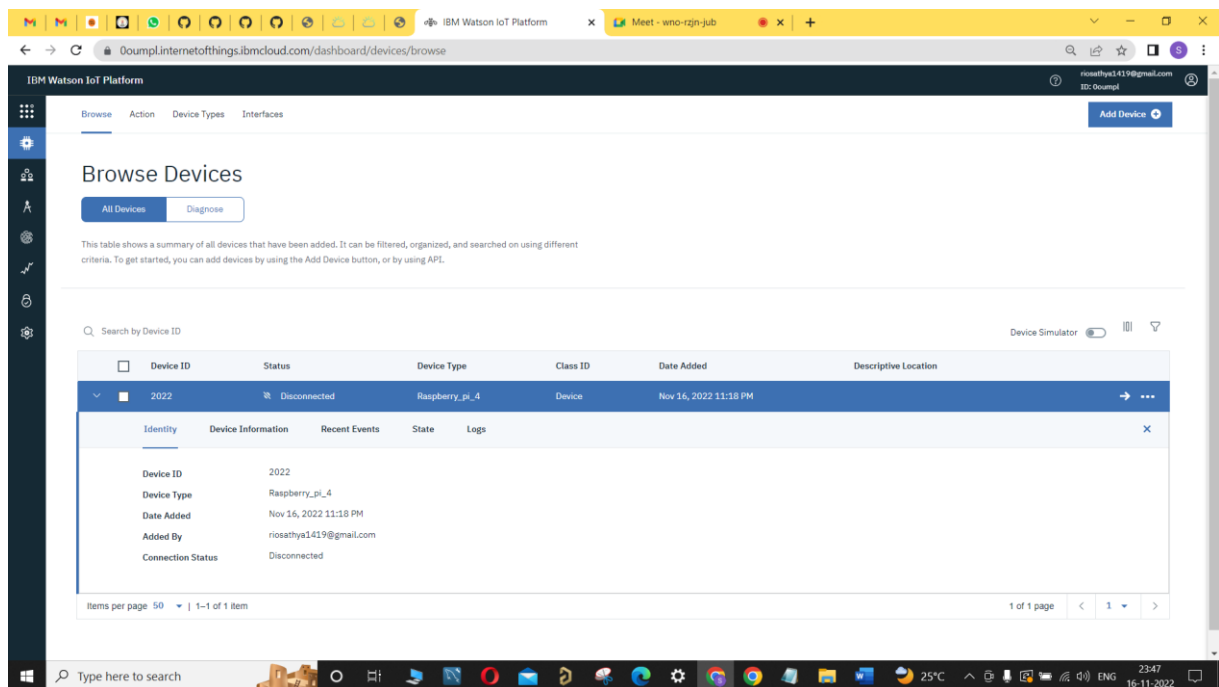 IBM Watson IoT Platform
Meet - wno-rzjn-jub
0oumpl.internetofthings.ibmcloud.com/dashboard/devices/browse
S
IBM Watson IoT Platform
riosathya1419@gmail.com
ID: 0oumpl
Browse Action Device Types Interfaces
Add Device
Browse Devices
All Devices Diagnose
This table shows a summary of all devices that have been added. It can be filtered, organized, and searched on using different
criteria. To get started, you can add devices by using the Add Device button, or by using API.
Search by Device ID
Device Simulator
Device ID Status Device Type Class ID Date Added Descriptive Location
2022 Disconnected Raspberry_pi_4 Device Nov 16, 2022 11:18 PM
Identity Device Information Recent Events State Logs
Device ID 2022
Device Type Raspberry_pi_4
Date Added Nov 16, 2022 11:18 PM
Added By riosathya1419@gmail.com
Connection Status Disconnected
Items per page 50 | 1–1 of 1 item
1 of 1 page 1
Type here to search
25°C
ENG
23:47
16-11-2022